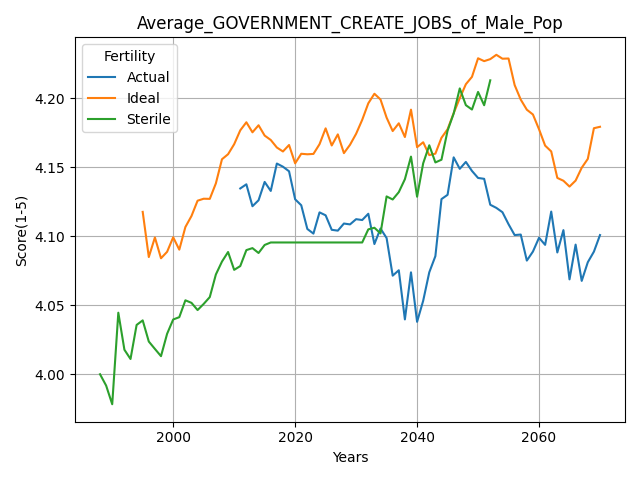 Average_GOVERNMENT_CREATE_JOBS_of_Male_Pop
Fertility
Actual
Ideal
Sterile
Score(1-5)
4.20
4.15
4.10
4.05
4.00
2000
2020
2040
2060
Years